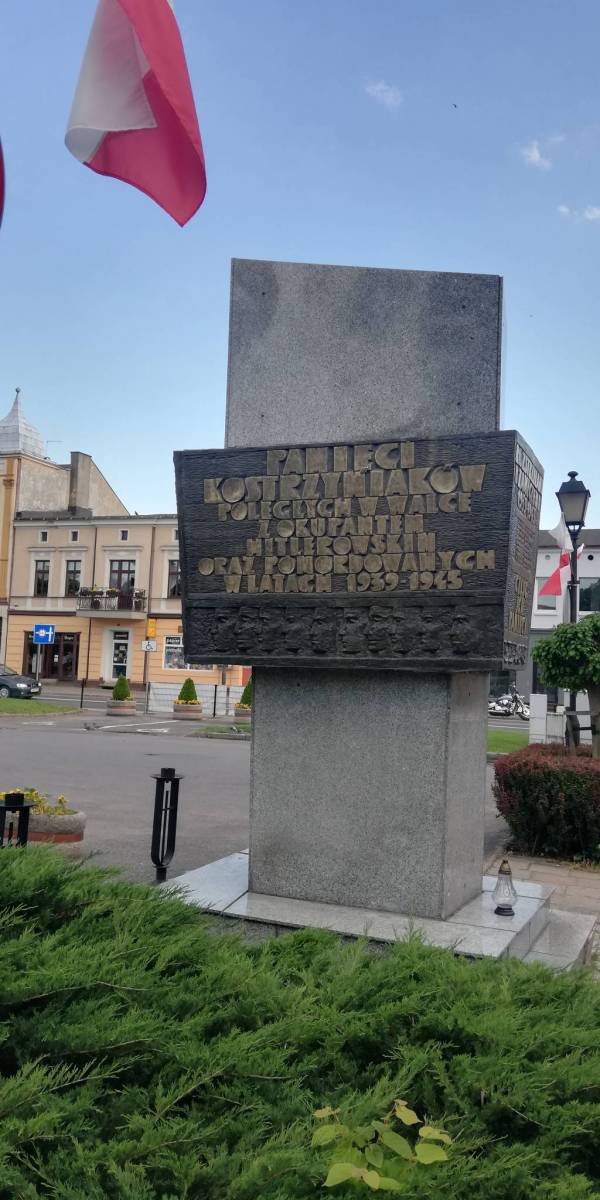 PAMIĘCI
KOSTRZYNIAKÓW
POLEGŁYCH W WALCE
Z OKUPANTEM
HITLEROWSKIM
ORAZ POMORDOWANYCH
W LATACH 1939-1945